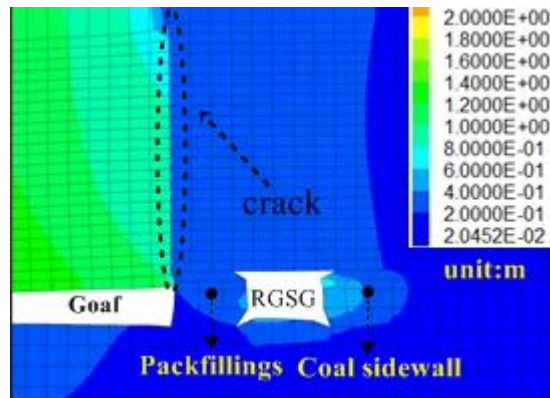 2.0000E+00
1.8000E+00
1.6000E+00
1.4000E+00
1.2000E+00
1.0000E+00
8.0000E-01
6.0000E-01
4.0000E-01
2.0000E-01
2.0452E-02
unit:m
crack
Goaf
RGSG
Packfillings
Coal sidewall